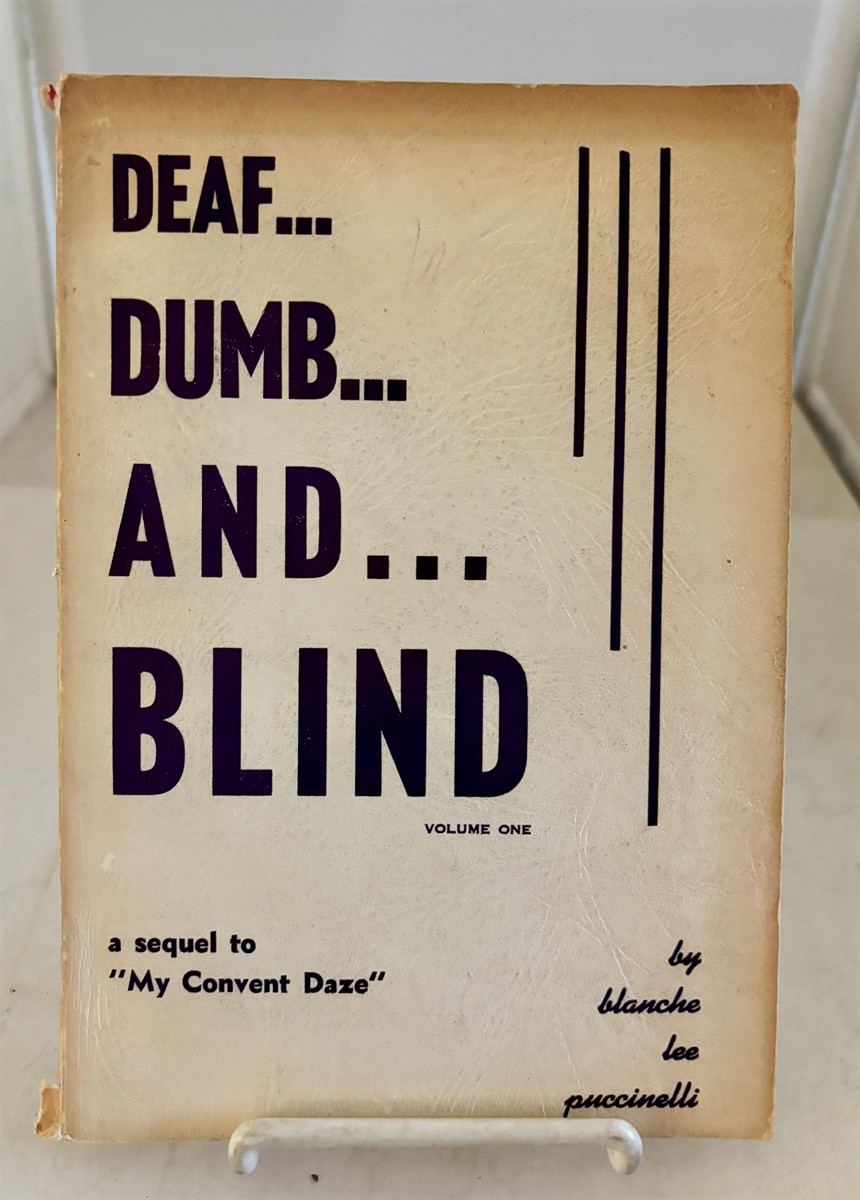 DEAF...
DUMB...
AND...
BLIND
VOLUME ONE
a sequel to
"My Convent Daze"
by
blanche
lee
puccinelli